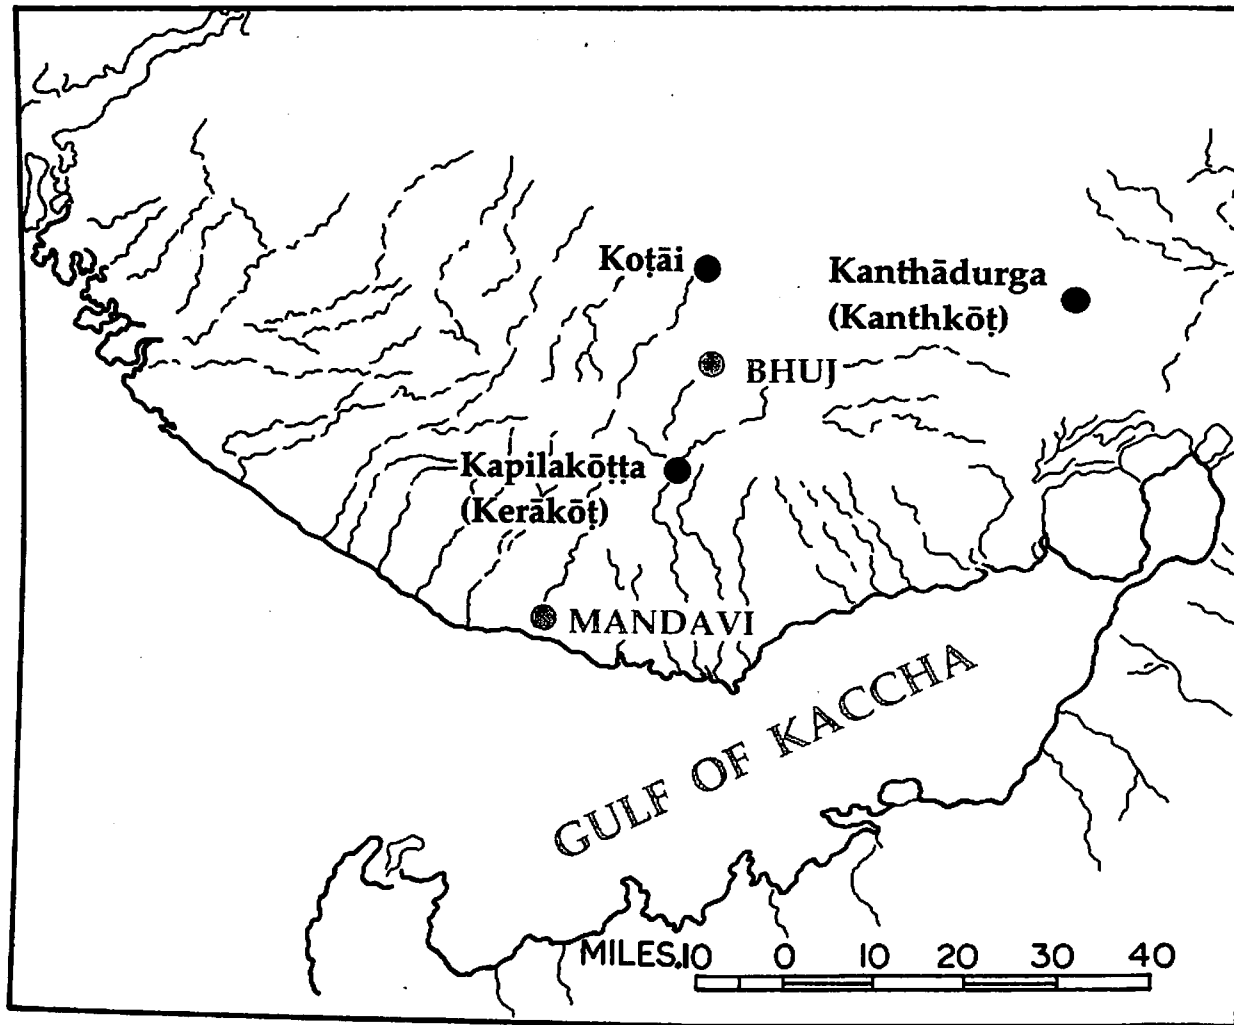 Koṭāi
Kanthādurga
(Kanthkōṭ)
BHUJ
Kapilakōṭṭa
(Kerākōṭ)
MANDAVI
GULF OF KACCHA
MILES.10 0 10 20 30 40